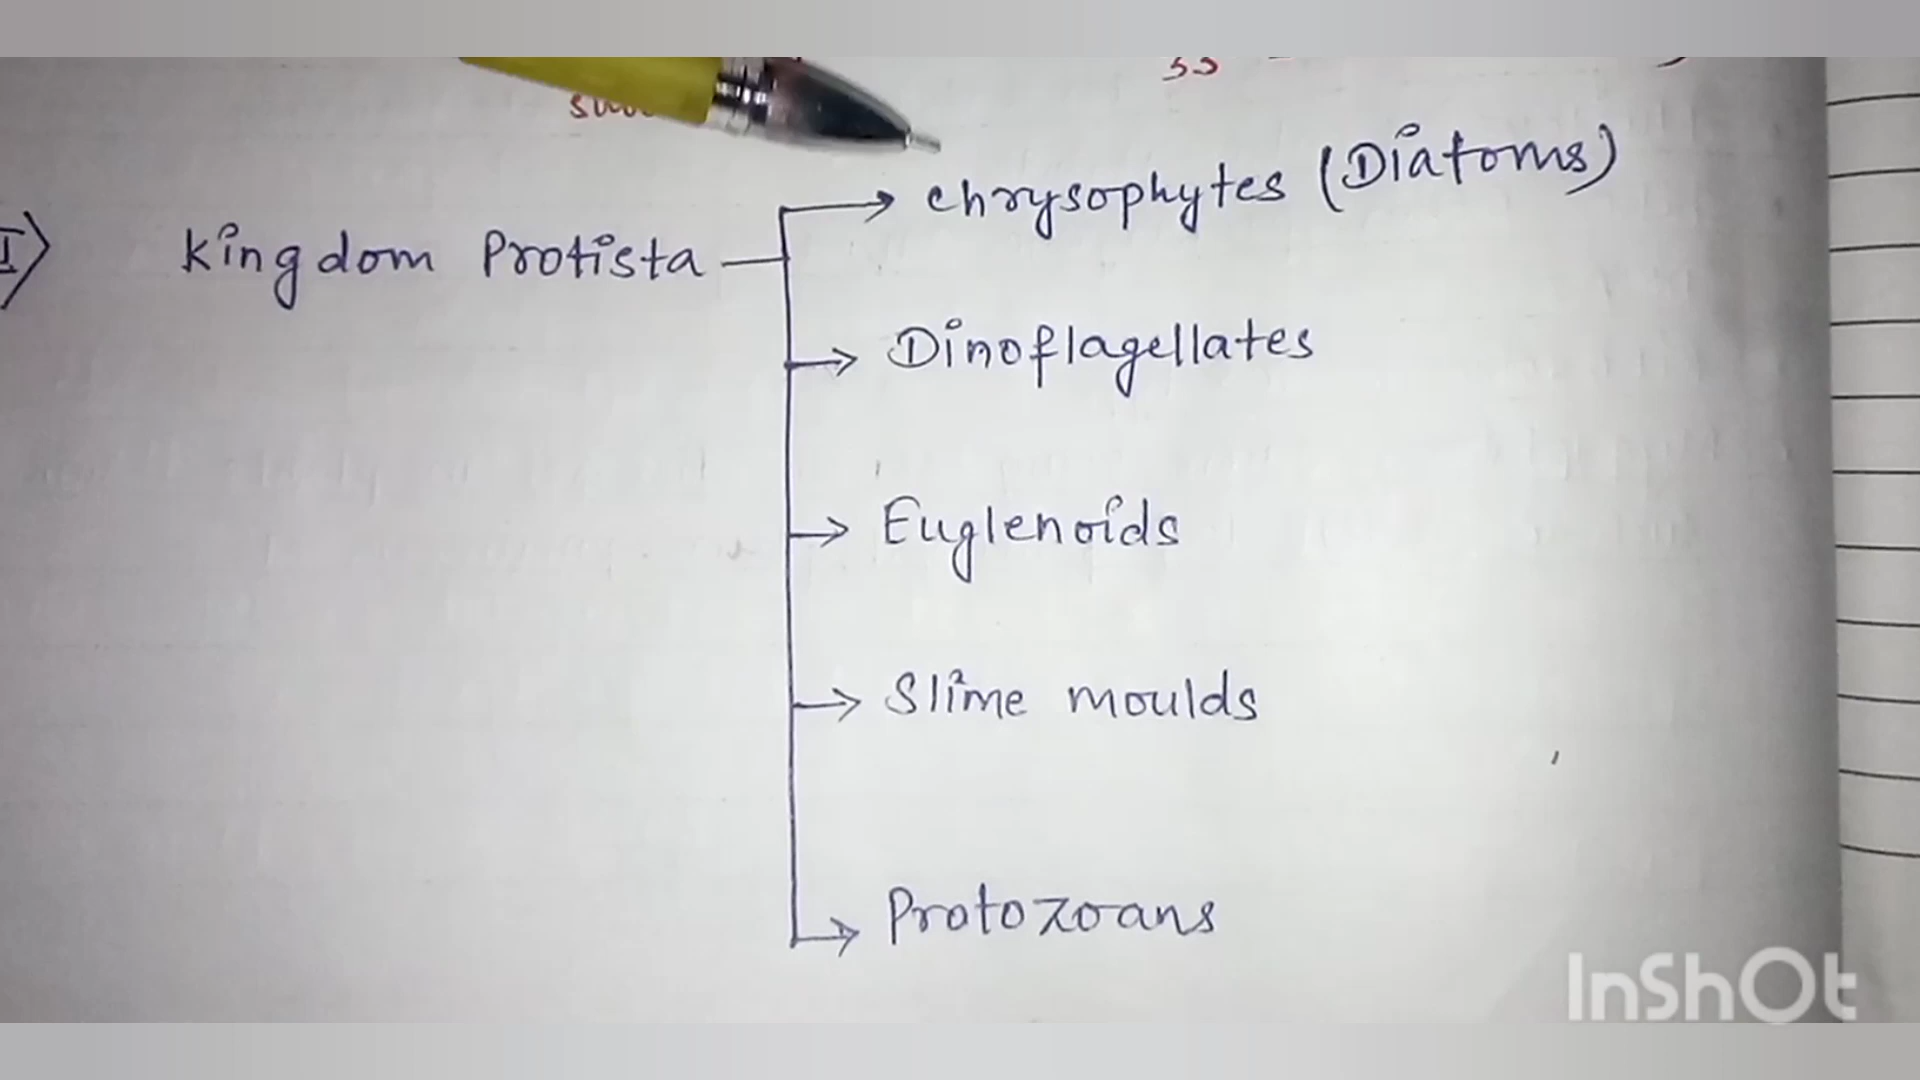 I) Kingdom Protista
Chrysophytes (Diatoms)
Dinoflagellates
Euglenoids
Slime moulds
Protozoans
InShOt